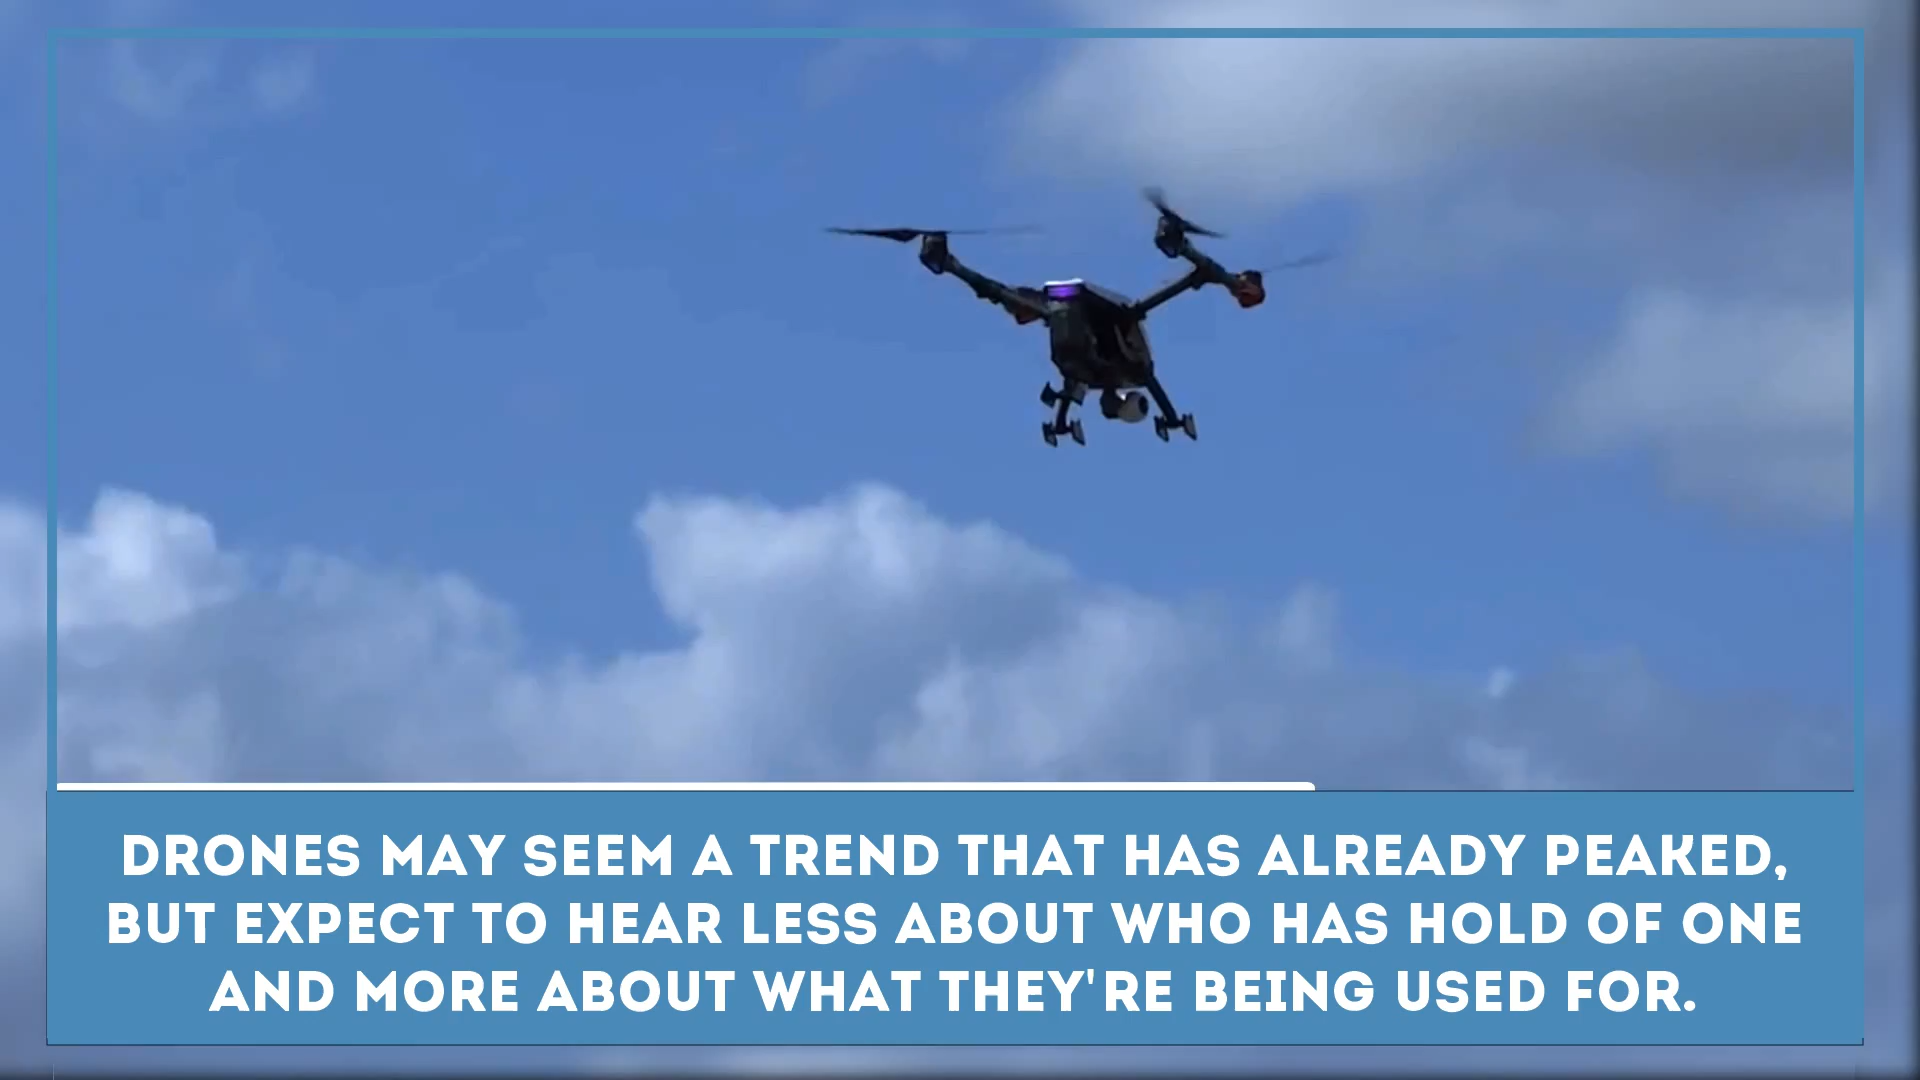 DRONES MAY SEEM A TREND THAT HAS ALREADY PEAKED,
BUT EXPECT TO HEAR LESS ABOUT WHO HAS HOLD OF ONE
AND MORE ABOUT WHAT THEY'RE BEING USED FOR.